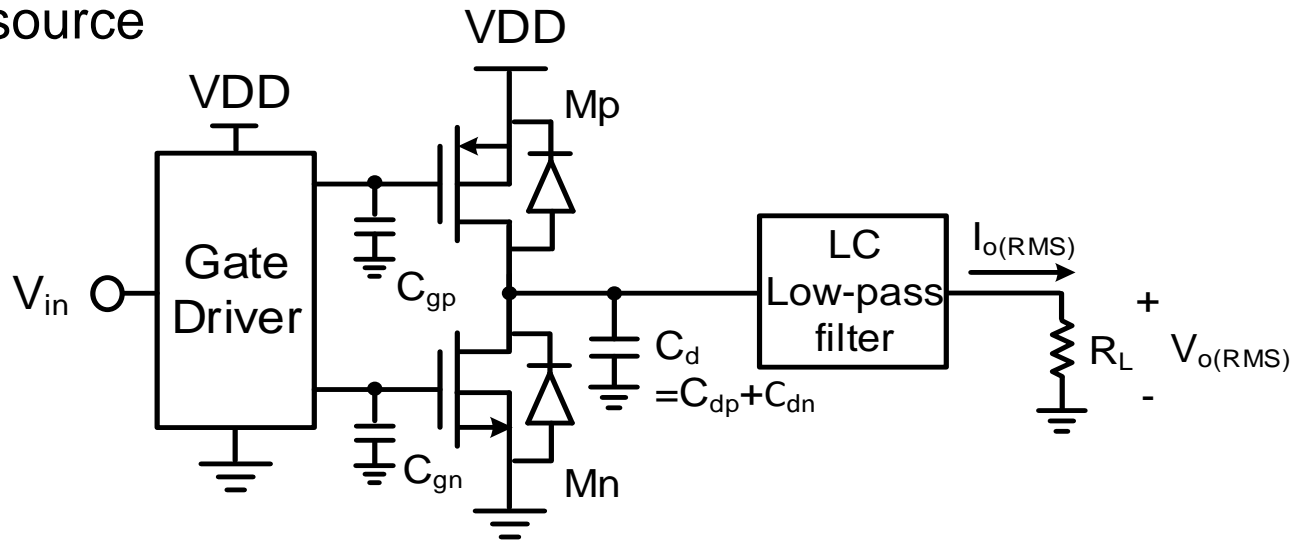 source
VDD
VDD
Mp
Gate
Driver
V_in
C_gp
C_gn
Mn
C_d
=C_dp+C_dn
LC
Low-pass
filter
I_o(RMS)
R_L
+
V_o(RMS)
-